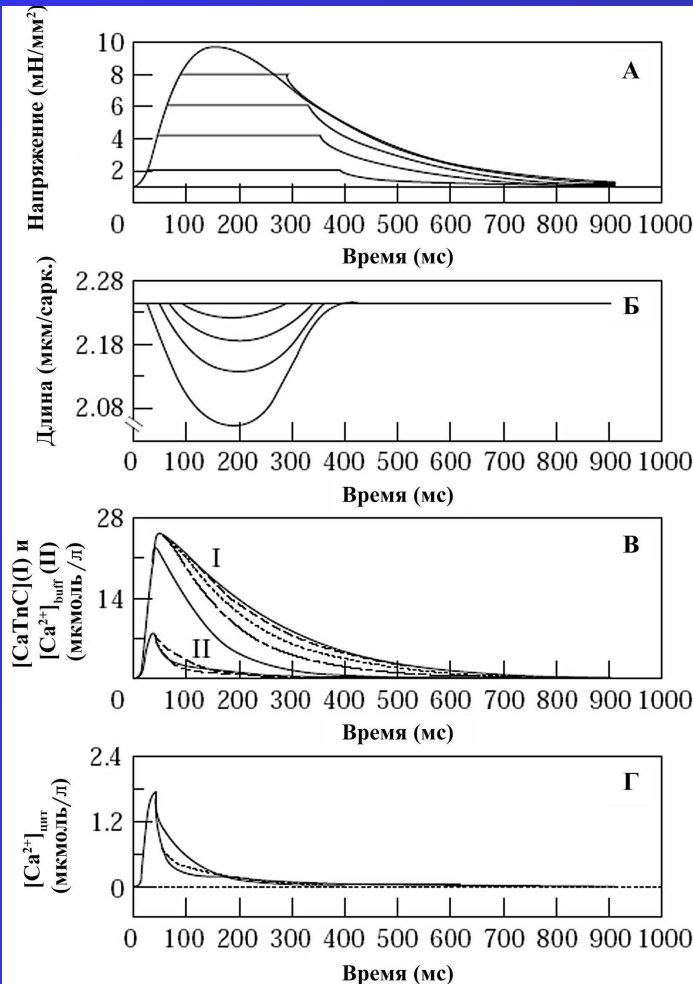 Напряжение (мН/мм²)
10
8
6
4
2
А
0 100 200 300 400 500 600 700 800 900 1000
Время (мс)
Длина (мкм/сарк.)
2.28
2.18
2.08
Б
0 100 200 300 400 500 600 700 800 900 1000
Время (мс)
[CaTnC](I) и
[Ca²⁺]buff (II)
(мкмоль /л)
28
14
В
I
II
0 100 200 300 400 500 600 700 800 900 1000
Время (мс)
[Ca²⁺]цит
(мкмоль/л)
2.4
1.2
0
Г
0 100 200 300 400 500 600 700 800 900 1000
Время (мс)